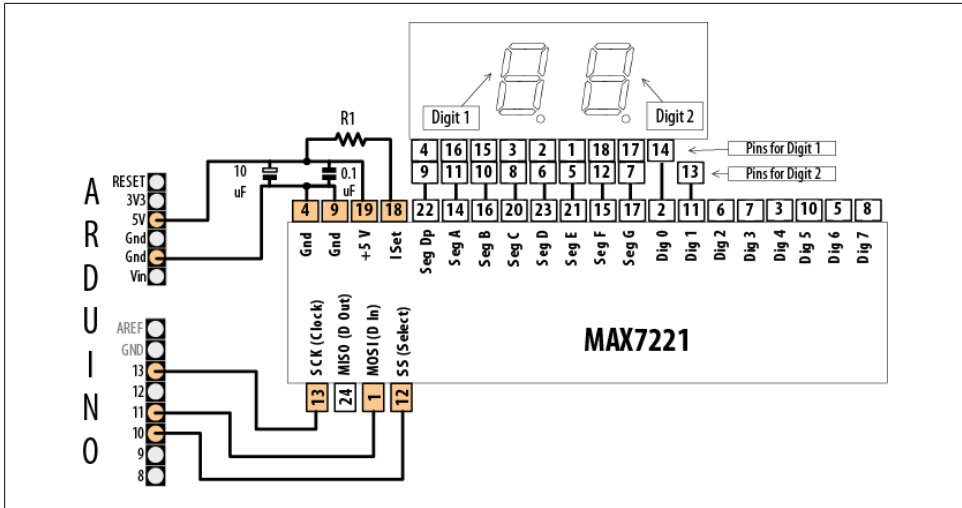 Digit 1
Digit 2
R1
4 16 15 3 2 1 18 17 14
Pins for Digit 1
9 11 10 8 6 5 12 7 13
Pins for Digit 2
10 uF
0.1 uF
ARDUINO
RESET
3V3
5V
Gnd
Gnd
Vin
4 9 19 18 22 14 16 20 23 21 15 17 2 11 6 7 3 10 5 8
Gnd
Gnd
+5 V
ISet
Seg Dp
Seg A
Seg B
Seg C
Seg D
Seg E
Seg F
Seg G
Dig 0
Dig 1
Dig 2
Dig 3
Dig 4
Dig 5
Dig 6
Dig 7
MAX7221
SCK (Clock)
MISO (D Out)
MOSI (D In)
SS (Select)
13 24 1 12
AREF
GND
13
12
11
10
9
8